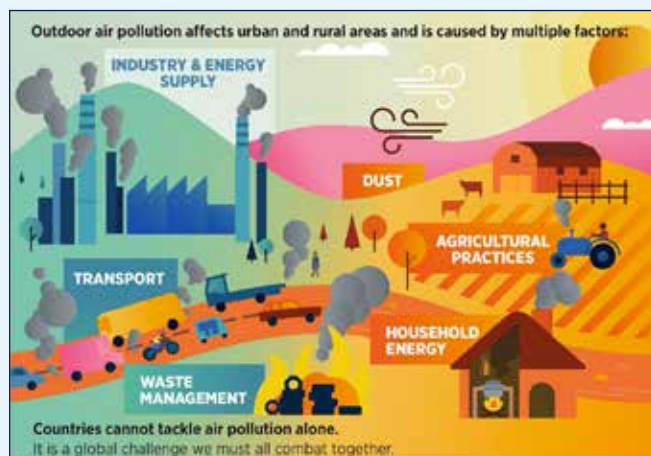 Outdoor air pollution affects urban and rural areas and is caused by multiple factors:
INDUSTRY & ENERGY
SUPPLY
DUST
AGRICULTURAL
PRACTICES
TRANSPORT
HOUSEHOLD
ENERGY
WASTE
MANAGEMENT
Countries cannot tackle air pollution alone.
It is a global challenge we must all combat together.